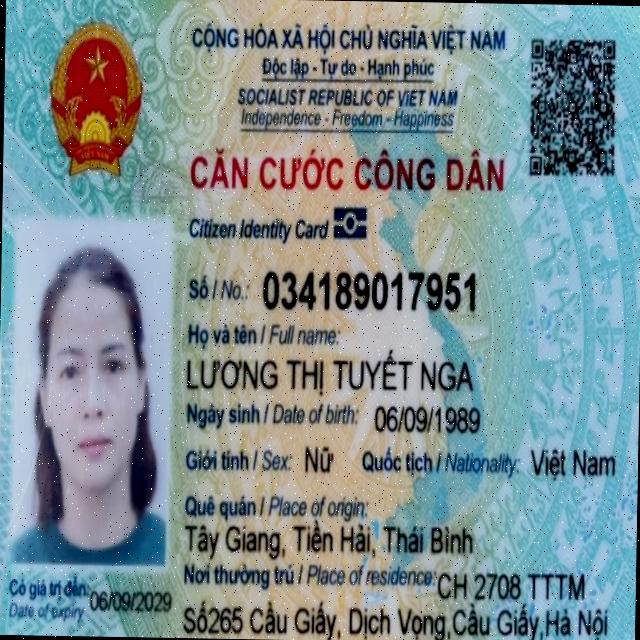 CỘNG HÒA XÃ HỘI CHỦ NGHĨA VIỆT NAM
Độc lập - Tự do - Hạnh phúc
SOCIALIST REPUBLIC OF VIET NAM
Independence - Freedom - Happiness
CĂN CƯỚC CÔNG DÂN
Citizen Identity Card
Số / No.: 034189017951
Họ và tên / Full name:
LƯƠNG THỊ TUYẾT NGA
Ngày sinh / Date of birth: 06/09/1989
Giới tính / Sex: Nữ Quốc tịch / Nationality: Việt Nam
Quê quán / Place of origin:
Tây Giang, Tiền Hải, Thái Bình
Nơi thường trú / Place of residence: CH 2708 TTTM
Số265 Cầu Giấy, Dịch Vọng,Cầu Giấy,Hà Nội
Có giá trị đến: 06/09/2029
Date of expiry